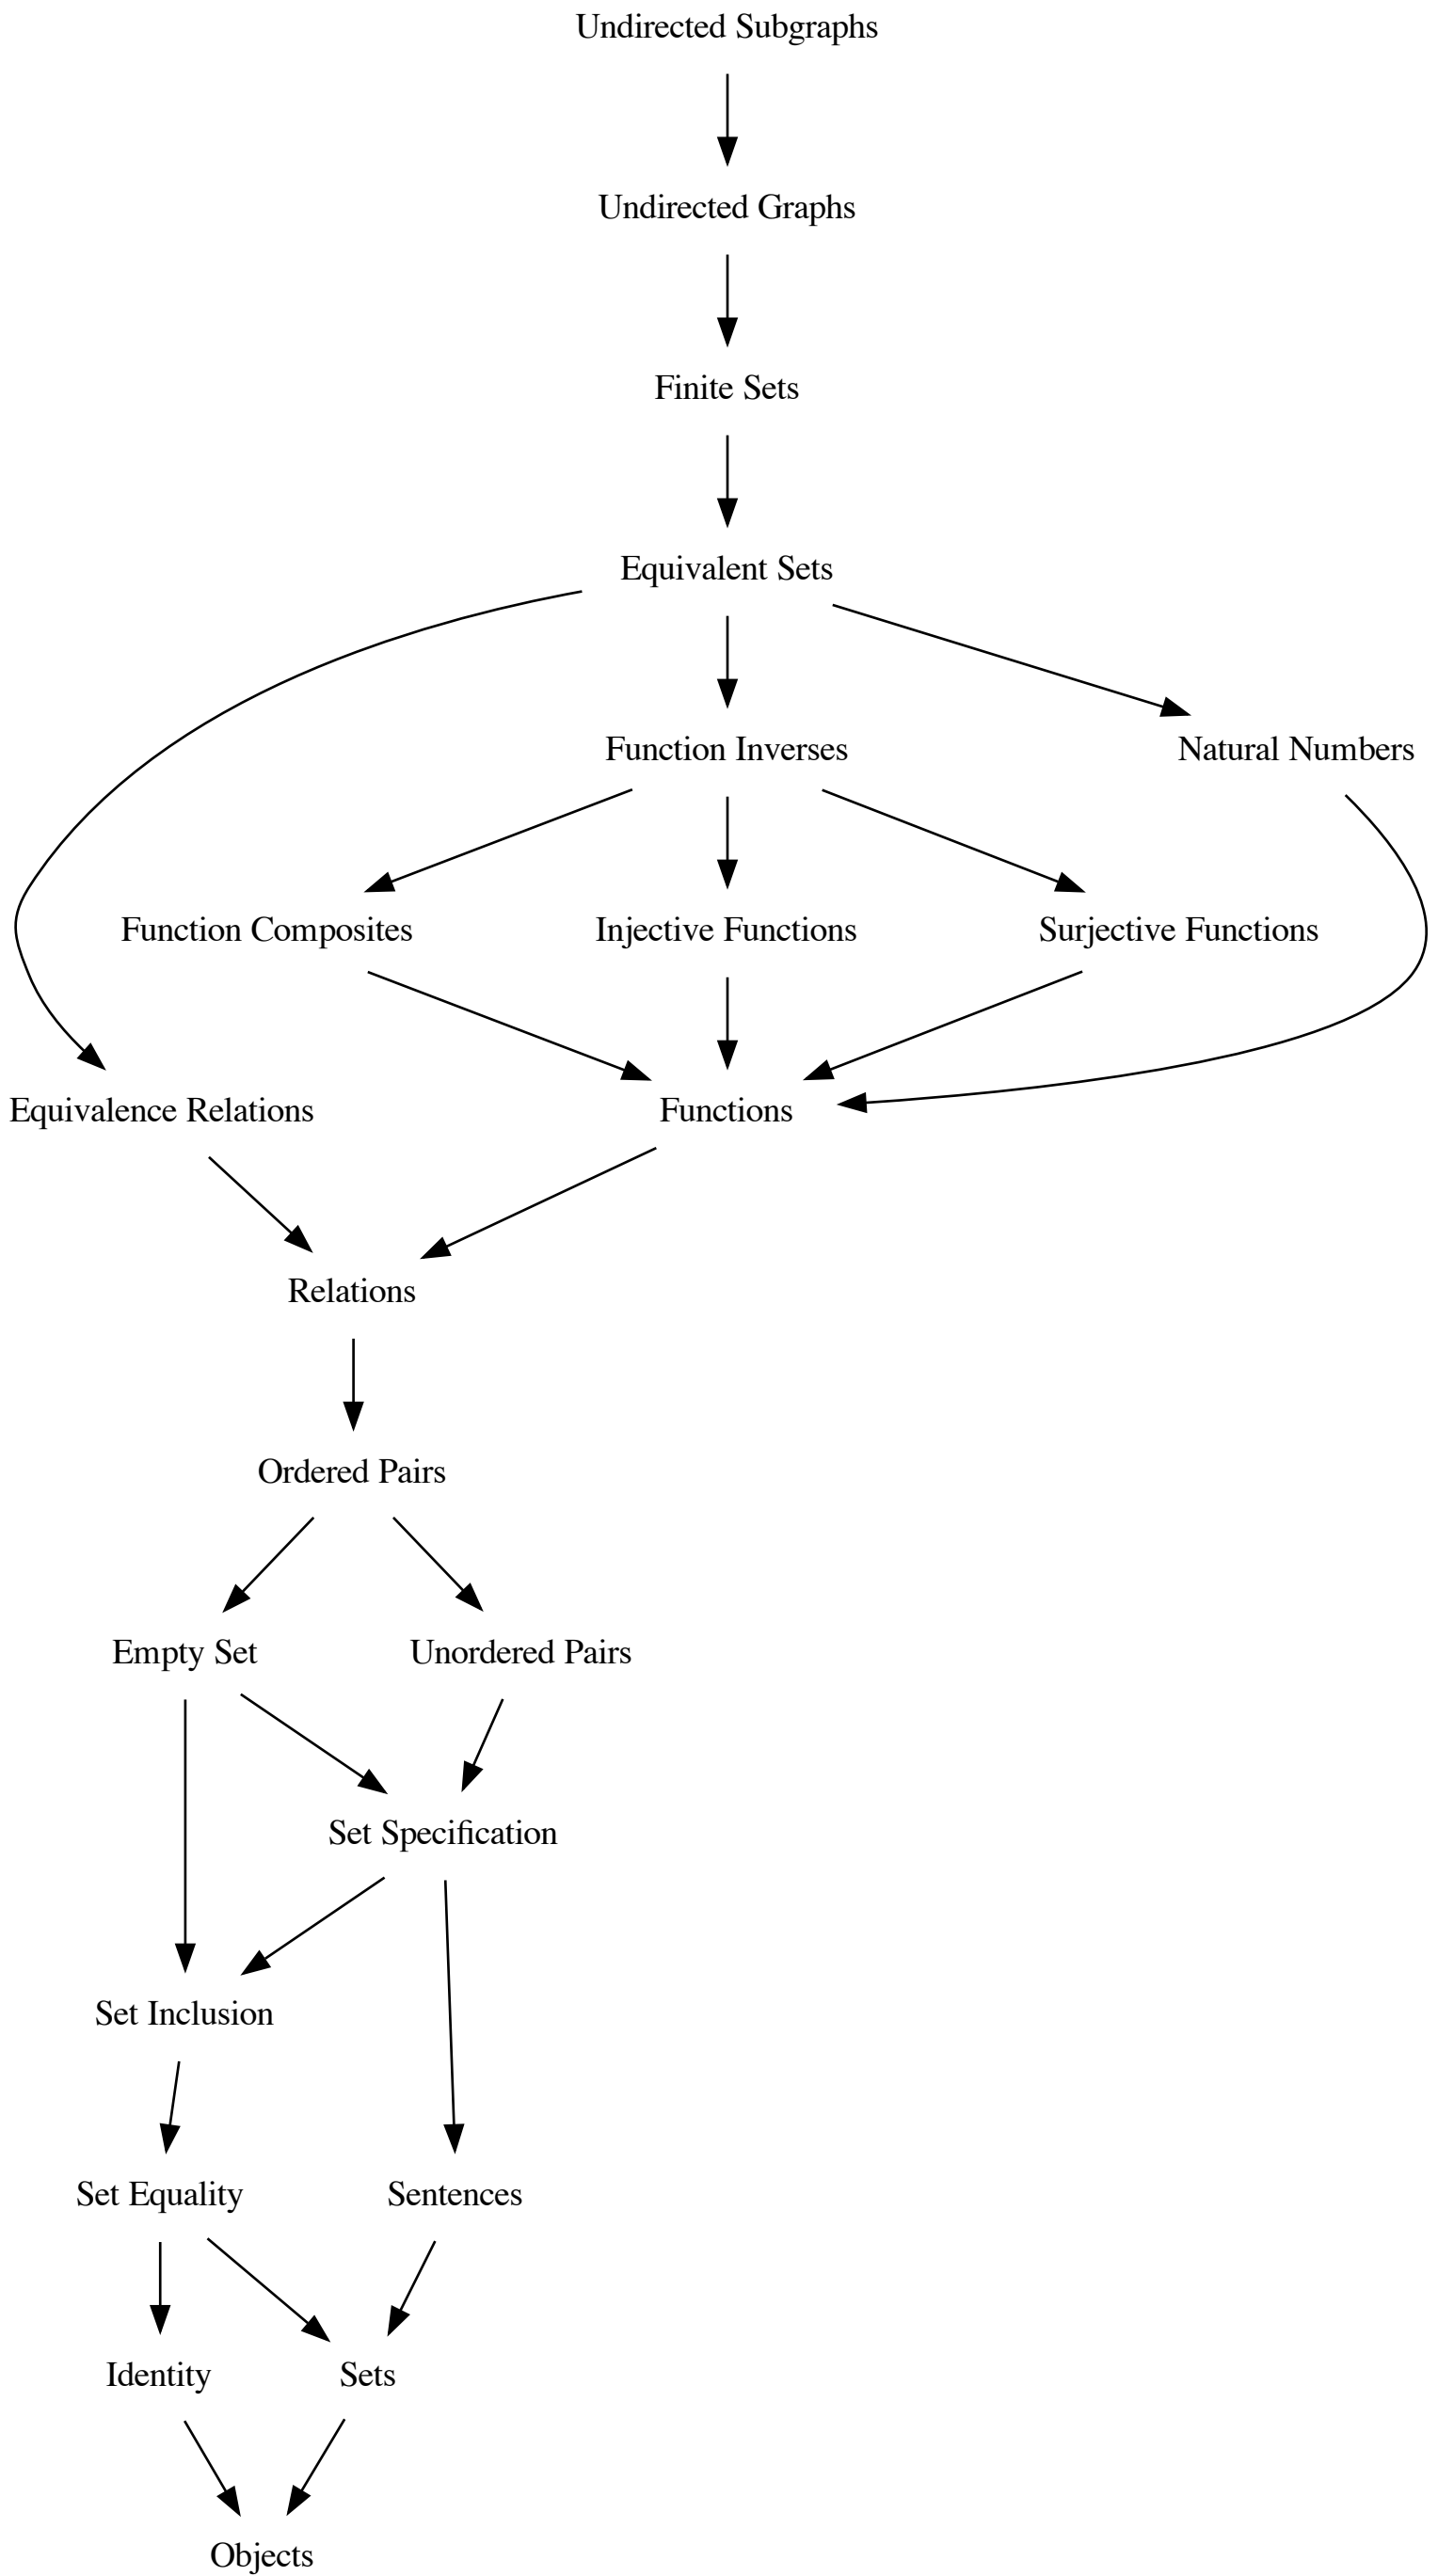 Undirected Subgraphs
Undirected Graphs
Finite Sets
Equivalent Sets
Function Inverses
Natural Numbers
Function Composites
Injective Functions
Surjective Functions
Equivalence Relations
Functions
Relations
Ordered Pairs
Empty Set
Unordered Pairs
Set Specification
Set Inclusion
Set Equality
Sentences
Identity
Sets
Objects